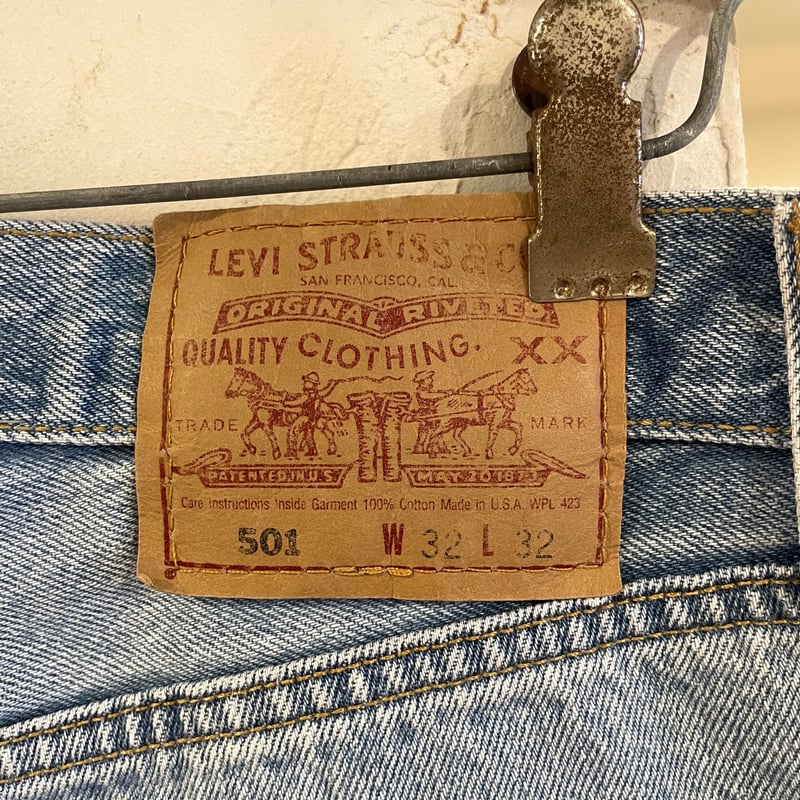 LEVI STRAUSS & C
SAN FRANCISCO, CAL.
ORIGINAL RIVETED
QUALITY CLOTHING. XX
TRADE MARK
PATENTED IN U.S. MAY 20 1873
Care Instructions Inside Garment 100% Cotton Made in U.S.A. WPL 423
501 W 32 L 32